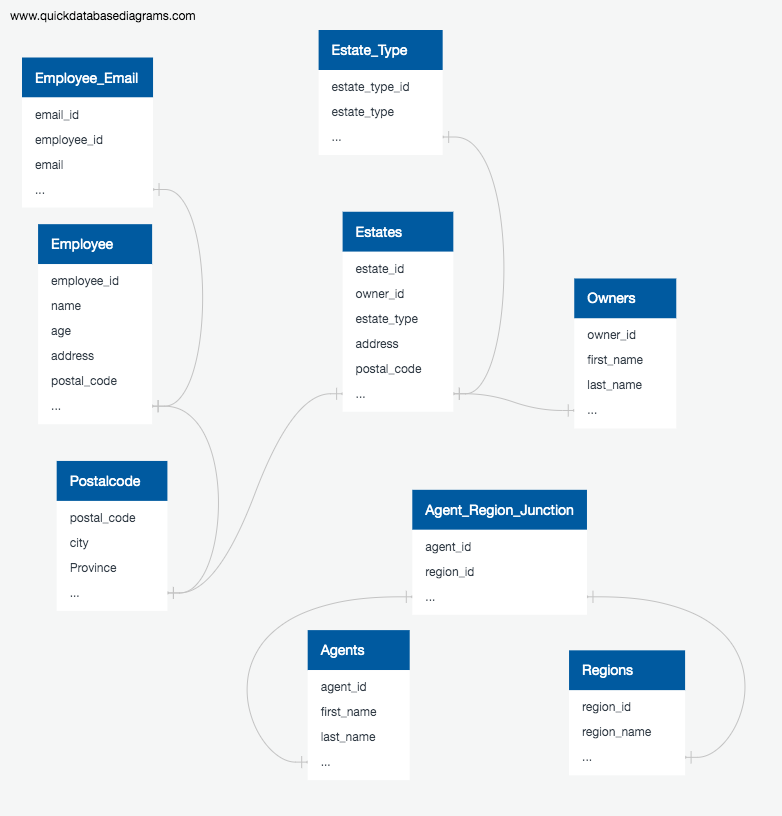 www.quickdatabasediagrams.com
Employee_Email
email_id
employee_id
email
...
Estate_Type
estate_type_id
estate_type
...
Employee
employee_id
name
age
address
postal_code
...
Estates
estate_id
owner_id
estate_type
address
postal_code
...
Owners
owner_id
first_name
last_name
...
Postalcode
postal_code
city
Province
...
Agent_Region_Junction
agent_id
region_id
...
Agents
agent_id
first_name
last_name
...
Regions
region_id
region_name
...